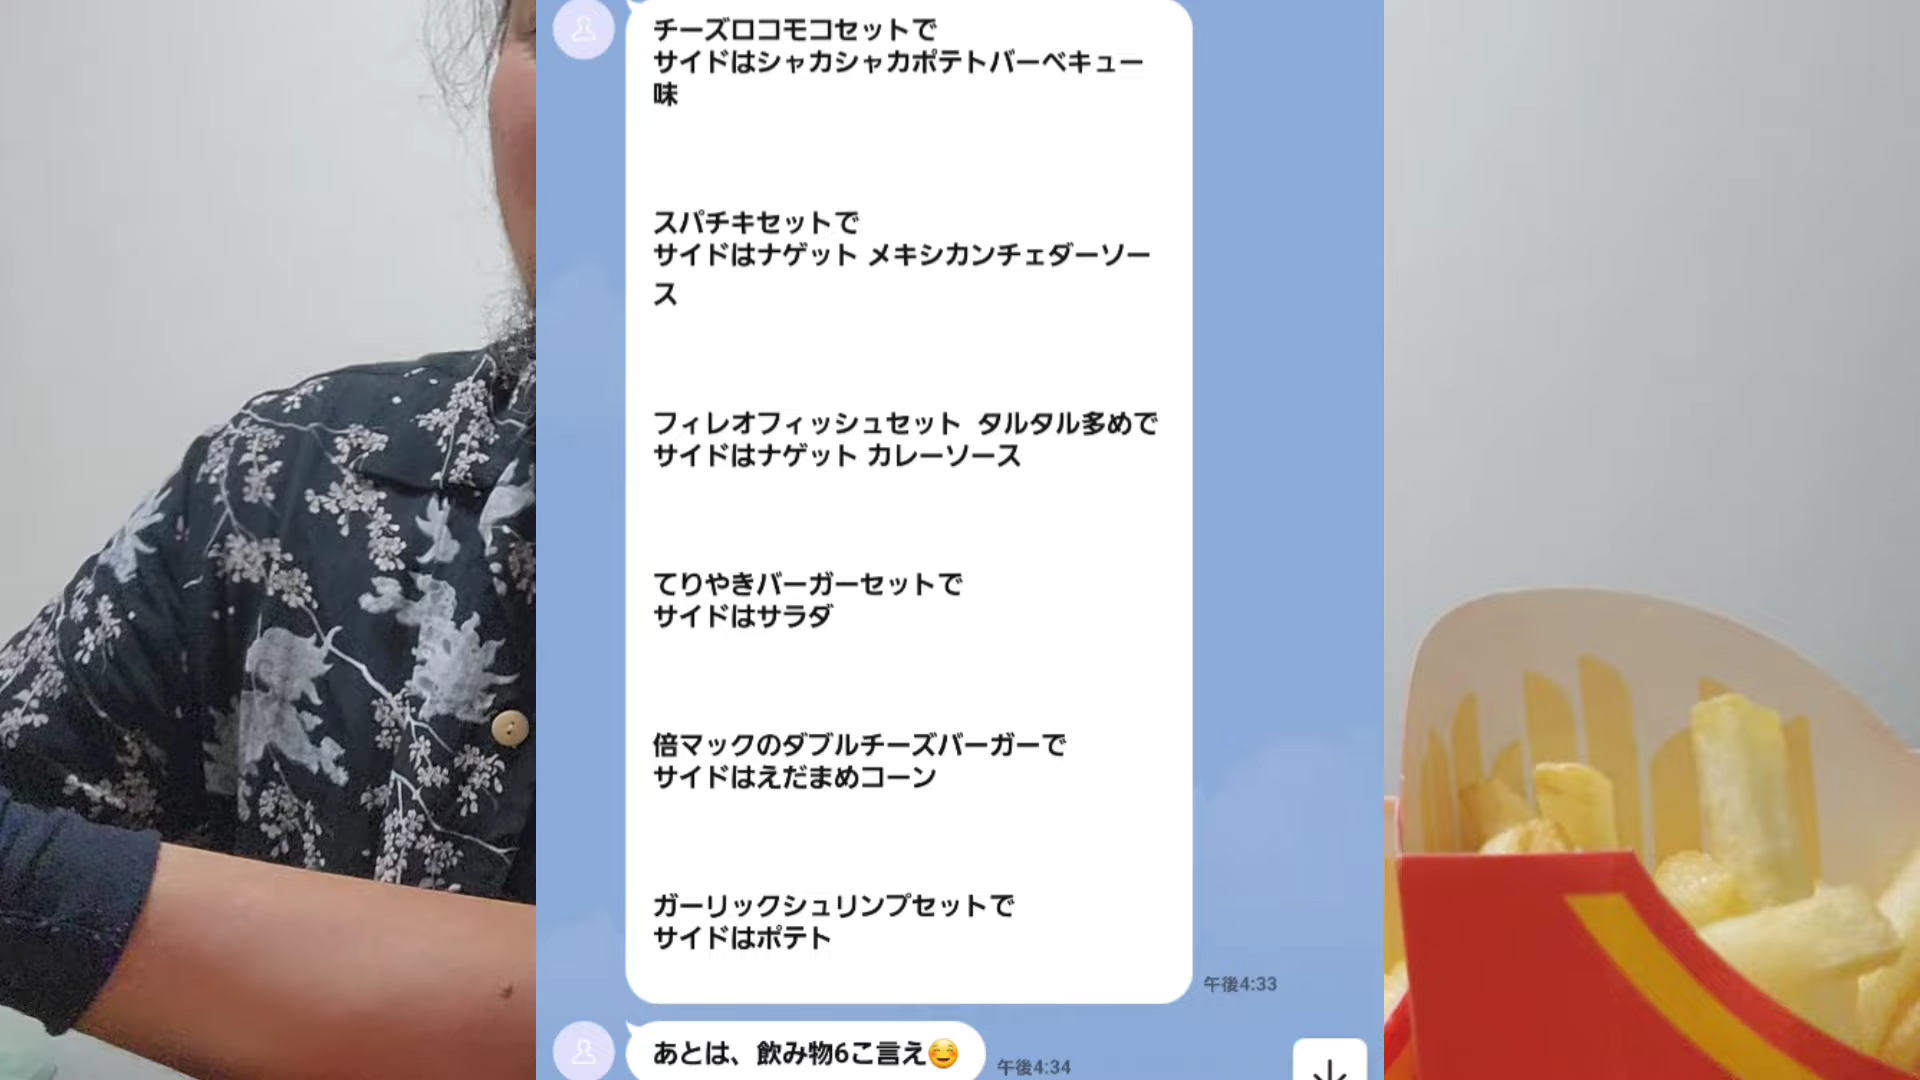 チーズロコモコセットで
サイドはシャカシャカポテトバーベキュー
味
スパチキセットで
サイドはナゲット メキシカンチェダーソー
ス
フィレオフィッシュセット タルタル多めで
サイドはナゲット カレーソース
てりやきバーガーセットで
サイドはサラダ
倍マックのダブルチーズバーガーで
サイドはえだまめコーン
ガーリックシュリンプセットで
サイドはポテト
午後4:33
あとは、飲み物6こ言え😊
午後4:34